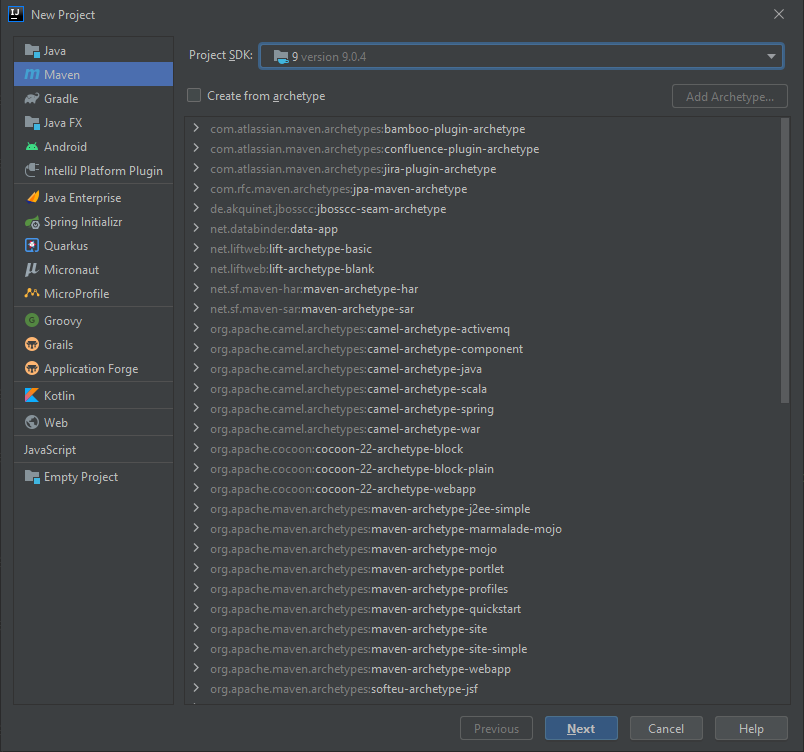 New Project
Java
Maven
Gradle
Java FX
Android
IntelliJ Platform Plugin
Java Enterprise
Spring Initializr
Quarkus
Micronaut
MicroProfile
Groovy
Grails
Application Forge
Kotlin
Web
JavaScript
Empty Project
Project SDK: 9 version 9.0.4
Create from archetype
Add Archetype...
com.atlassian.maven.archetypes:bamboo-plugin-archetype
com.atlassian.maven.archetypes:confluence-plugin-archetype
com.atlassian.maven.archetypes:jira-plugin-archetype
com.rfc.maven.archetypes:jpa-maven-archetype
de.akquinet.jbosscc:jbosscc-seam-archetype
net.databinder:data-app
net.liftweb:lift-archetype-basic
net.liftweb:lift-archetype-blank
net.sf.maven-har:maven-archetype-har
net.sf.maven-sar:maven-archetype-sar
org.apache.camel.archetypes:camel-archetype-activemq
org.apache.camel.archetypes:camel-archetype-component
org.apache.camel.archetypes:camel-archetype-java
org.apache.camel.archetypes:camel-archetype-scala
org.apache.camel.archetypes:camel-archetype-spring
org.apache.camel.archetypes:camel-archetype-war
org.apache.cocoon:cocoon-22-archetype-block
org.apache.cocoon:cocoon-22-archetype-block-plain
org.apache.cocoon:cocoon-22-archetype-webapp
org.apache.maven.archetypes:maven-archetype-j2ee-simple
org.apache.maven.archetypes:maven-archetype-marmalade-mojo
org.apache.maven.archetypes:maven-archetype-mojo
org.apache.maven.archetypes:maven-archetype-portlet
org.apache.maven.archetypes:maven-archetype-profiles
org.apache.maven.archetypes:maven-archetype-quickstart
org.apache.maven.archetypes:maven-archetype-site
org.apache.maven.archetypes:maven-archetype-site-simple
org.apache.maven.archetypes:maven-archetype-webapp
org.apache.maven.archetypes:softeu-archetype-jsf
Previous
Next
Cancel
Help